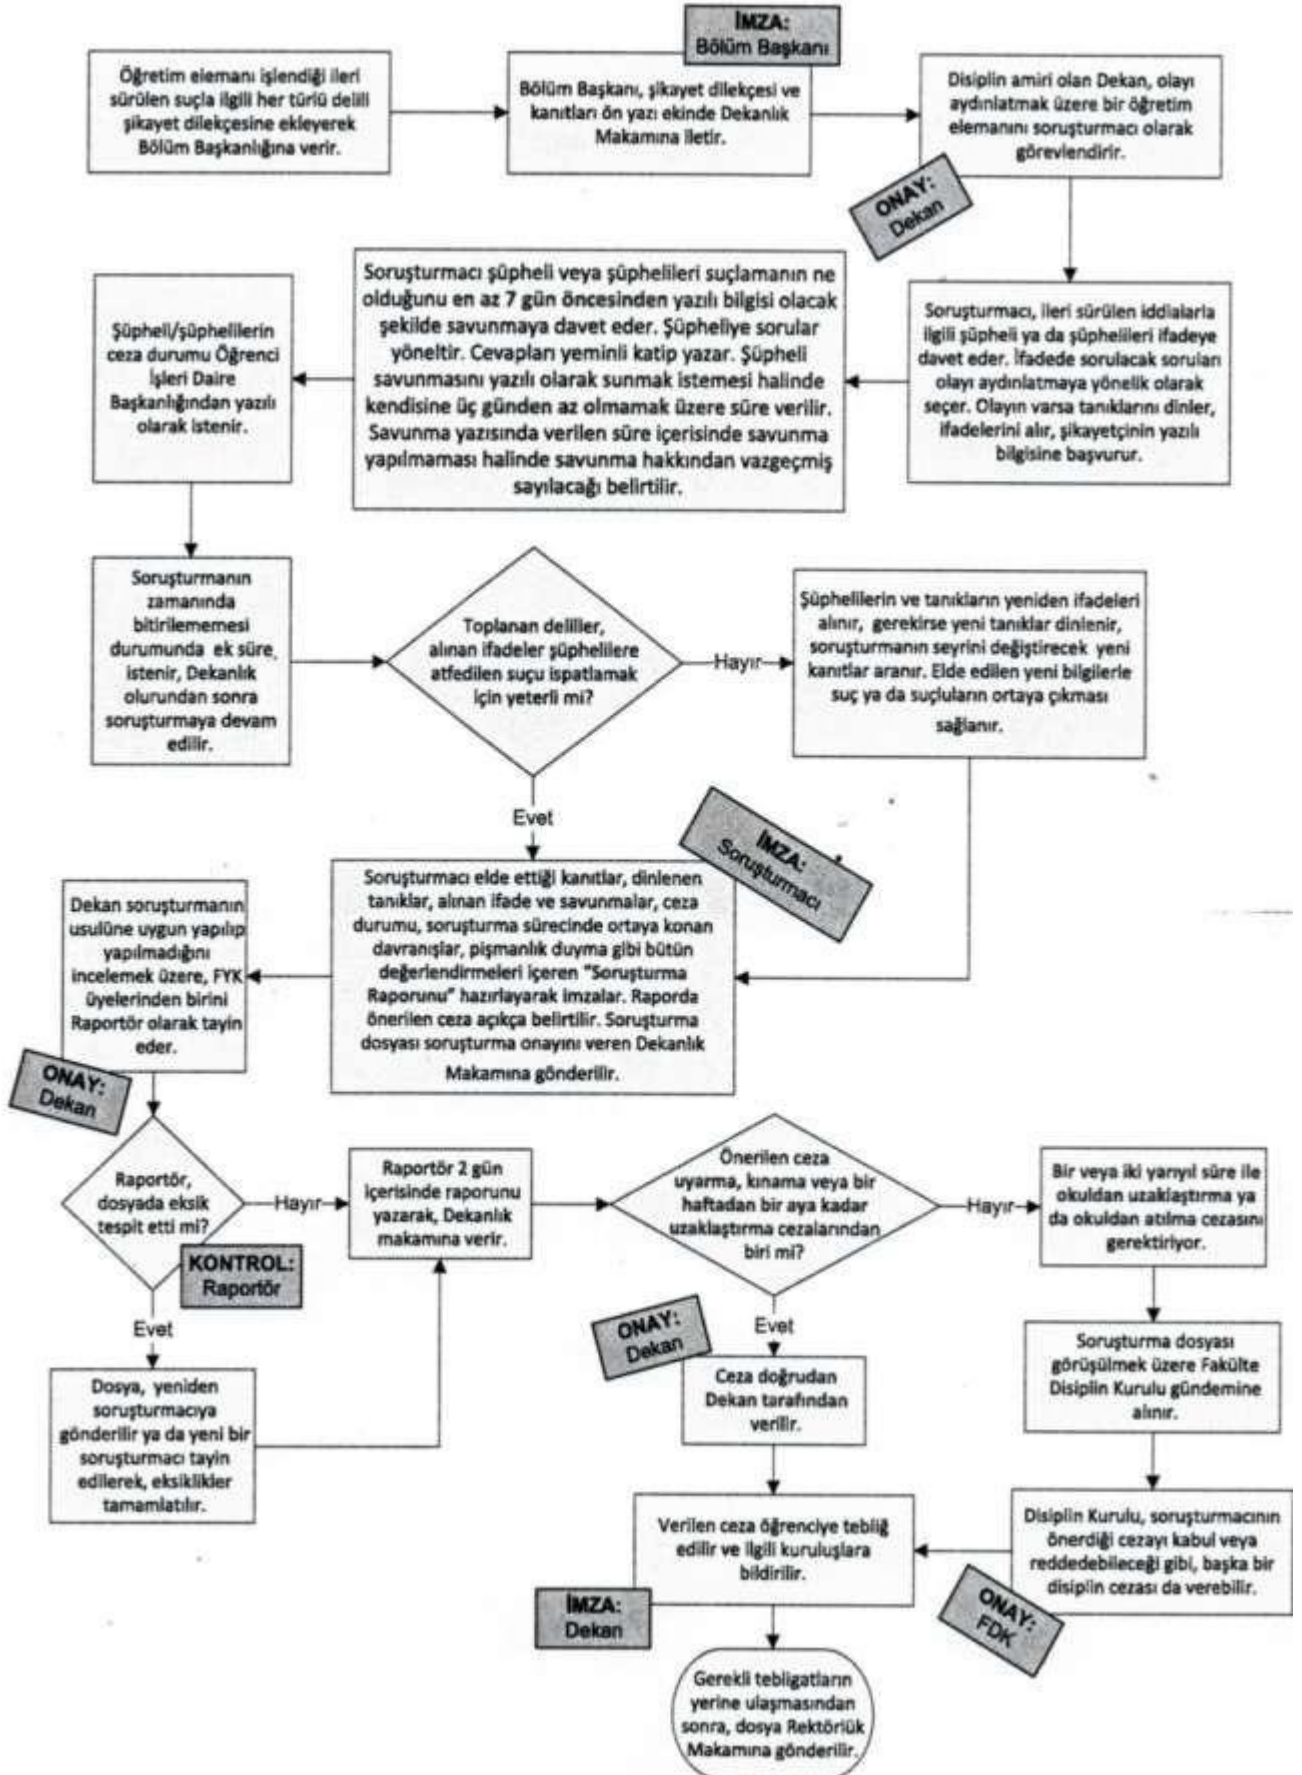 İMZA:
Bölüm Başkanı
Öğretim elemanı işlendiği ileri
sürülen suçla ilgili her türlü delili
şikayet dilekçesine ekleyerek
Bölüm Başkanlığına verir.
Bölüm Başkanı, şikayet dilekçesi ve
kanıtları ön yazı ekinde Dekanlık
Makamına iletir.
Disiplin amiri olan Dekan, olayı
aydınlatmak üzere bir öğretim
elemanını soruşturmacı olarak
görevlendirir.
ONAY:
Dekan
Soruşturmacı, ileri sürülen iddialarla
ilgili şüpheli ya da şüphelileri ifadeye
davet eder. İfadede sorulacak soruları
olayı aydınlatmaya yönelik olarak
seçer. Olayın varsa tanıklarını dinler,
ifadelerini alır, şikayetçinin yazılı
bilgisine başvurur.
Soruşturmacı şüpheli veya şüphelileri suçlamanın ne
olduğunu en az 7 gün öncesinden yazılı bilgisi olacak
şekilde savunmaya davet eder. Şüpheliye sorular
yöneltir. Cevapları yeminli katip yazar. Şüpheli
savunmasını yazılı olarak sunmak istemesi halinde
kendisine üç günden az olmamak üzere süre verilir.
Savunma yazısında verilen süre içerisinde savunma
yapılmaması halinde savunma hakkından vazgeçmiş
sayılacağı belirtilir.
Şüpheli/şüphelilerin
ceza durumu Öğrenci
İşleri Daire
Başkanlığından yazılı
olarak istenir.
Soruşturmanın
zamanında
bitirilememesi
durumunda ek süre,
istenir, Dekanlık
olurundan sonra
soruşturmaya devam
edilir.
Toplanan deliller,
alınan ifadeler şüphelilere
atfedilen suçu ispatlamak
için yeterli mi?
Hayır
Şüphelilerin ve tanıkların yeniden ifadeleri
alınır, gerekirse yeni tanıklar dinlenir,
soruşturmanın seyrini değiştirecek yeni
kanıtlar aranır. Elde edilen yeni bilgilerle
suç ya da suçluların ortaya çıkması
sağlanır.
Evet
İMZA:
Soruşturmacı
Soruşturmacı elde ettiği kanıtlar, dinlenen
tanıklar, alınan ifade ve savunmalar, ceza
durumu, soruşturma sürecinde ortaya konan
davranışlar, pişmanlık duyma gibi bütün
değerlendirmeleri içeren "Soruşturma
Raporunu" hazırlayarak imzalar. Raporda
önerilen ceza açıkça belirtilir. Soruşturma
dosyası soruşturma onayını veren Dekanlık
Makamına gönderilir.
Dekan soruşturmanın
usulüne uygun yapılıp
yapılmadığını
incelemek üzere, FYK
üyelerinden birini
Raportör olarak tayin
eder.
ONAY:
Dekan
Raportör,
dosyada eksik
tespit etti mi?
Hayır
KONTROL:
Raportör
Evet
Dosya, yeniden
soruşturmacıya
gönderilir ya da yeni bir
soruşturmacı tayin
edilerek, eksiklikler
tamamlatılır.
Raportör 2 gün
içerisinde raporunu
yazarak, Dekanlık
makamına verir.
Önerilen ceza
uyarma, kınama veya bir
haftadan bir aya kadar
uzaklaştırma cezalarından
biri mi?
Hayır
Bir veya iki yarıyıl süre ile
okuldan uzaklaştırma ya
da okuldan atılma cezasını
gerektiriyor.
Evet
ONAY:
Dekan
Ceza doğrudan
Dekan tarafından
verilir.
Soruşturma dosyası
görüşülmek üzere Fakülte
Disiplin Kurulu gündemine
alınır.
Disiplin Kurulu, soruşturmacının
önerdiği cezayı kabul veya
reddedebileceği gibi, başka bir
disiplin cezası da verebilir.
ONAY:
FDK
Verilen ceza öğrenciye tebliğ
edilir ve ilgili kuruluşlara
bildirilir.
İMZA:
Dekan
Gerekli tebligatların
yerine ulaşmasından
sonra, dosya Rektörlük
Makamına gönderilir.